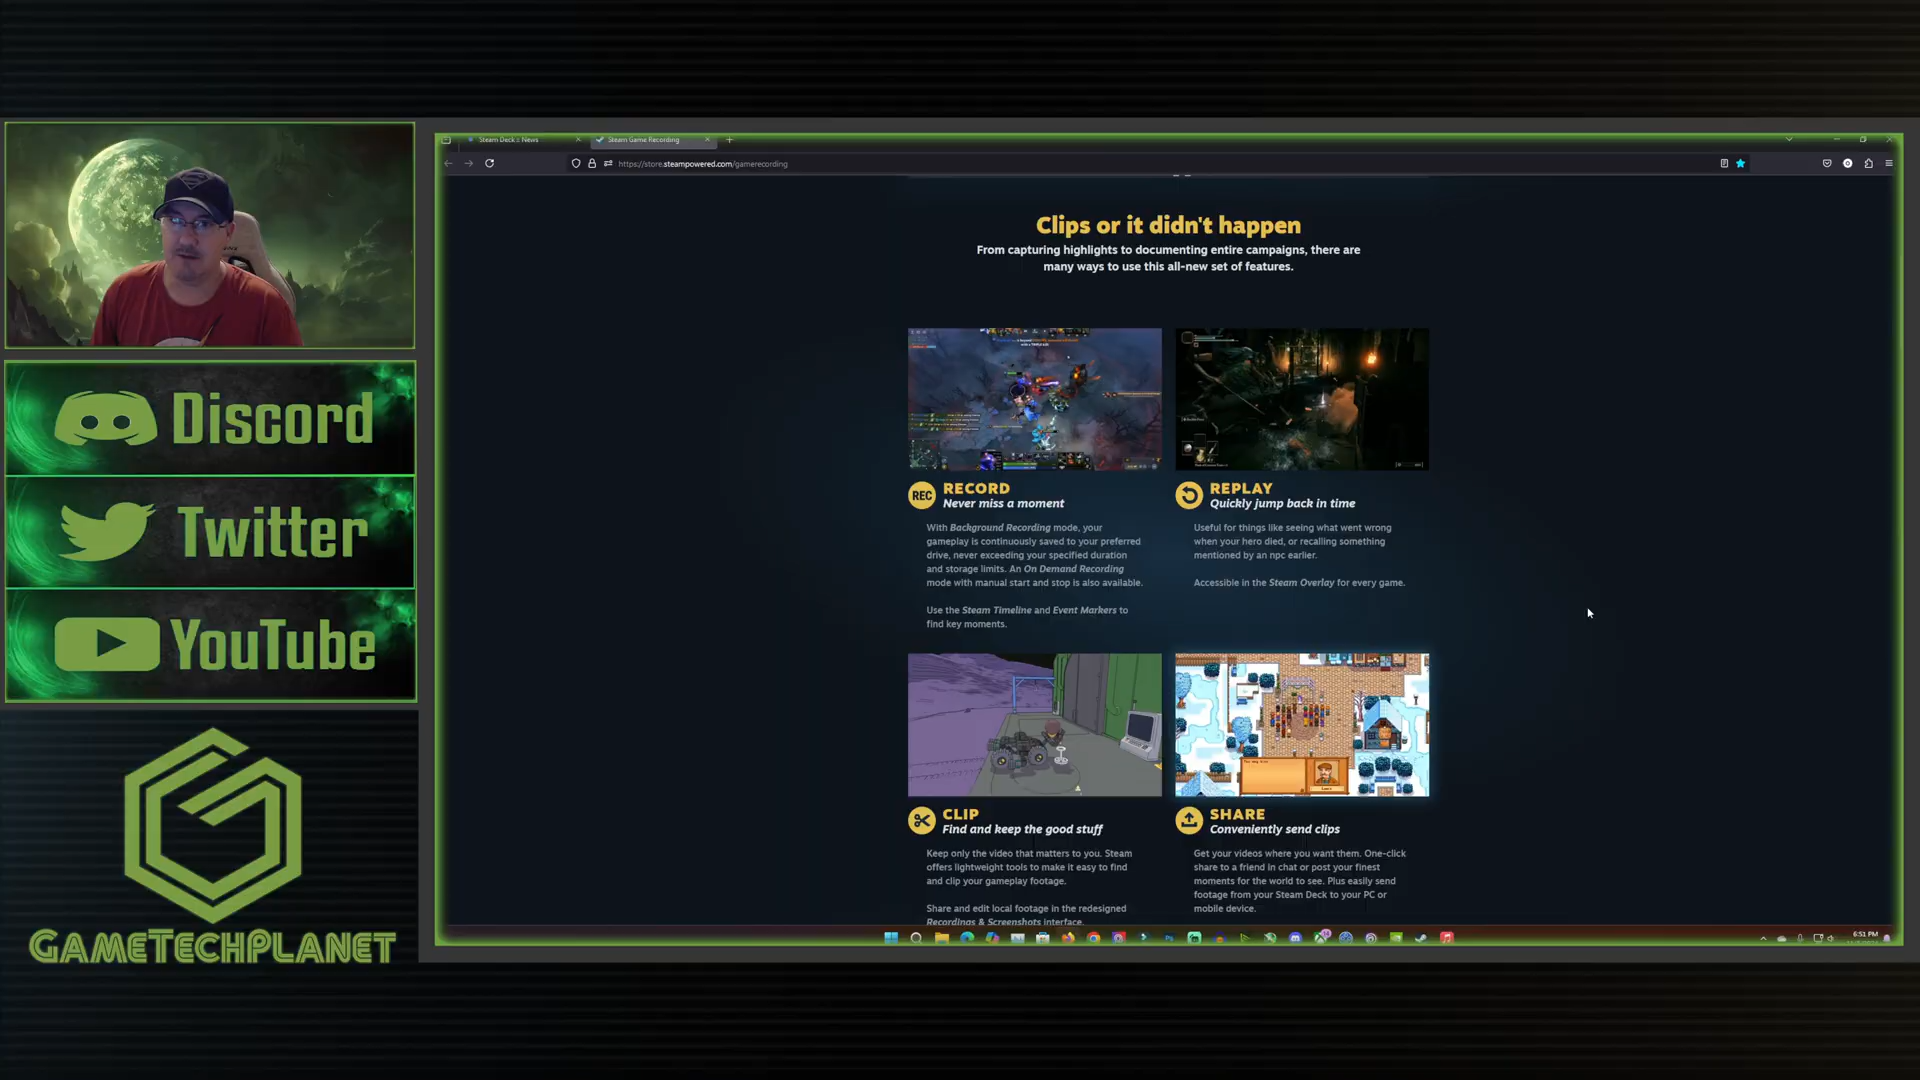 Steam Deck :: News
Steam Game Recording
https://store.steampowered.com/gamerecording
Clips or it didn't happen
From capturing highlights to documenting entire campaigns, there are
many ways to use this all-new set of features.
REC
RECORD
Never miss a moment
With Background Recording mode, your
gameplay is continuously saved to your preferred
drive, never exceeding your specified duration
and storage limits. An On Demand Recording
mode with manual start and stop is also available.
Use the Steam Timeline and Event Markers to
find key moments.
REPLAY
Quickly jump back in time
Useful for things like seeing what went wrong
when your hero died, or recalling something
mentioned by an npc earlier.
Accessible in the Steam Overlay for every game.
CLIP
Find and keep the good stuff
Keep only the video that matters to you. Steam
offers lightweight tools to make it easy to find
and clip your gameplay footage.
Share and edit local footage in the redesigned
Recordings & Screenshots interface.
SHARE
Conveniently send clips
Get your videos where you want them. One-click
share to a friend in chat or post your finest
moments for the world to see. Plus easily send
footage from your Steam Deck to your PC or
mobile device.
6:51 PM
Discord
Twitter
YouTube
GAMETECHPLANET